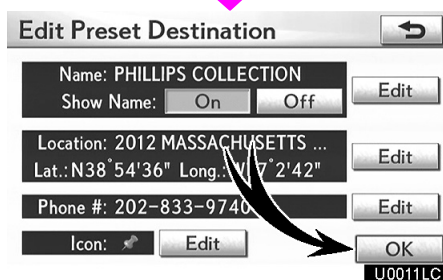 Edit Preset Destination
Name: PHILLIPS COLLECTION
Edit
Show Name: On Off
Location: 2012 MASSACHUSETTS ...
Edit
Lat.:N38°54'36" Long.: 7°2'42"
Phone #: 202-833-9740
Edit
Icon: Edit
OK
U0011LC